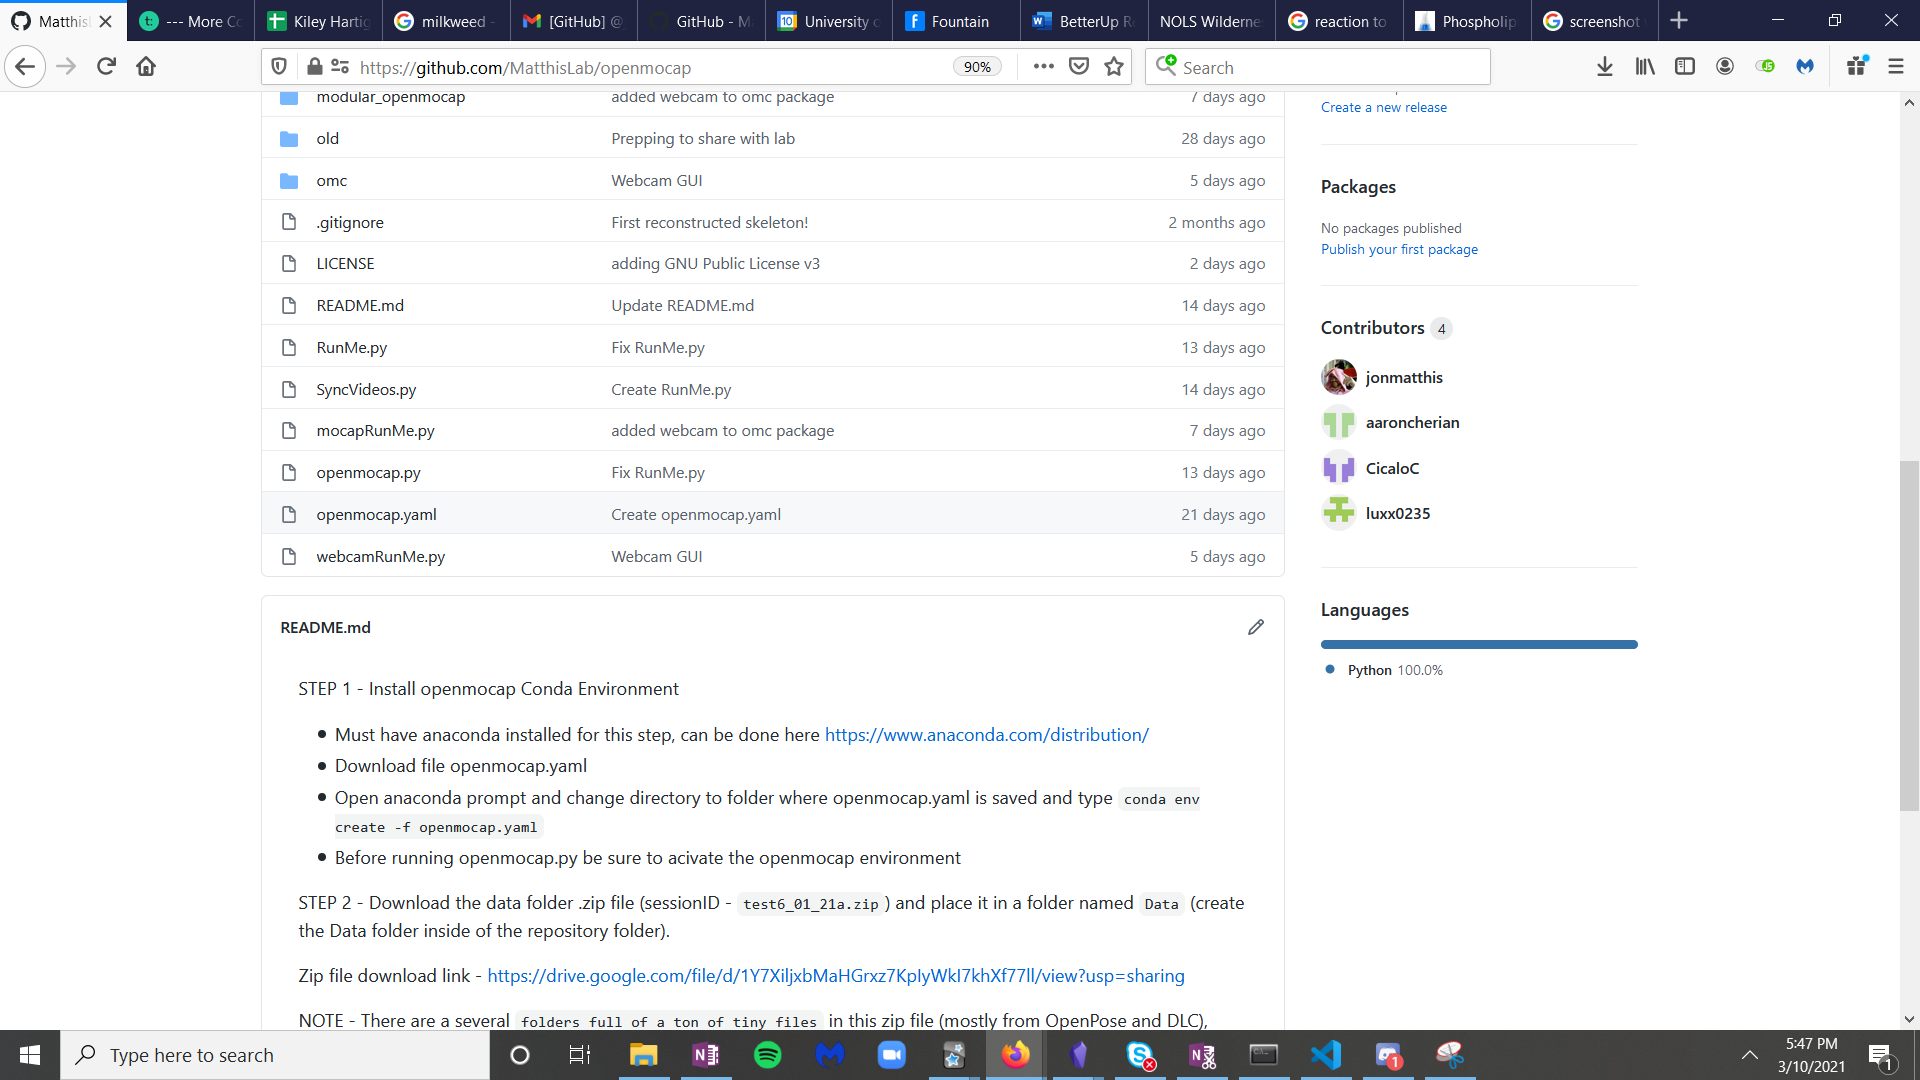 MatthisL
--- More Co
Kiley Hartig
milkweed -
[GitHub] @
GitHub - M
University o
Fountain
BetterUp R
NOLS Wilderne
reaction to
Phospholip
screenshot
https://github.com/MatthisLab/openmocap
90%
Search
modular_openmocap added webcam to omc package 7 days ago
old Prepping to share with lab 28 days ago
omc Webcam GUI 5 days ago
.gitignore First reconstructed skeleton! 2 months ago
LICENSE adding GNU Public License v3 2 days ago
README.md Update README.md 14 days ago
RunMe.py Fix RunMe.py 13 days ago
SyncVideos.py Create RunMe.py 14 days ago
mocapRunMe.py added webcam to omc package 7 days ago
openmocap.py Fix RunMe.py 13 days ago
openmocap.yaml Create openmocap.yaml 21 days ago
webcamRunMe.py Webcam GUI 5 days ago
README.md
STEP 1 - Install openmocap Conda Environment
Must have anaconda installed for this step, can be done here https://www.anaconda.com/distribution/
Download file openmocap.yaml
Open anaconda prompt and change directory to folder where openmocap.yaml is saved and type conda env
create -f openmocap.yaml
Before running openmocap.py be sure to acivate the openmocap environment
STEP 2 - Download the data folder .zip file (sessionID - test6_01_21a.zip ) and place it in a folder named Data (create
the Data folder inside of the repository folder).
Zip file download link - https://drive.google.com/file/d/1Y7XiljxbMaHGrxz7KpIyWkI7khXf77ll/view?usp=sharing
NOTE - There are a several folders full of a ton of tiny files in this zip file (mostly from OpenPose and DLC),
Create a new release
Packages
No packages published
Publish your first package
Contributors 4
jonmatthis
aaroncherian
CicaloC
luxx0235
Languages
Python 100.0%
Type here to search
1
5:47 PM
3/10/2021
1